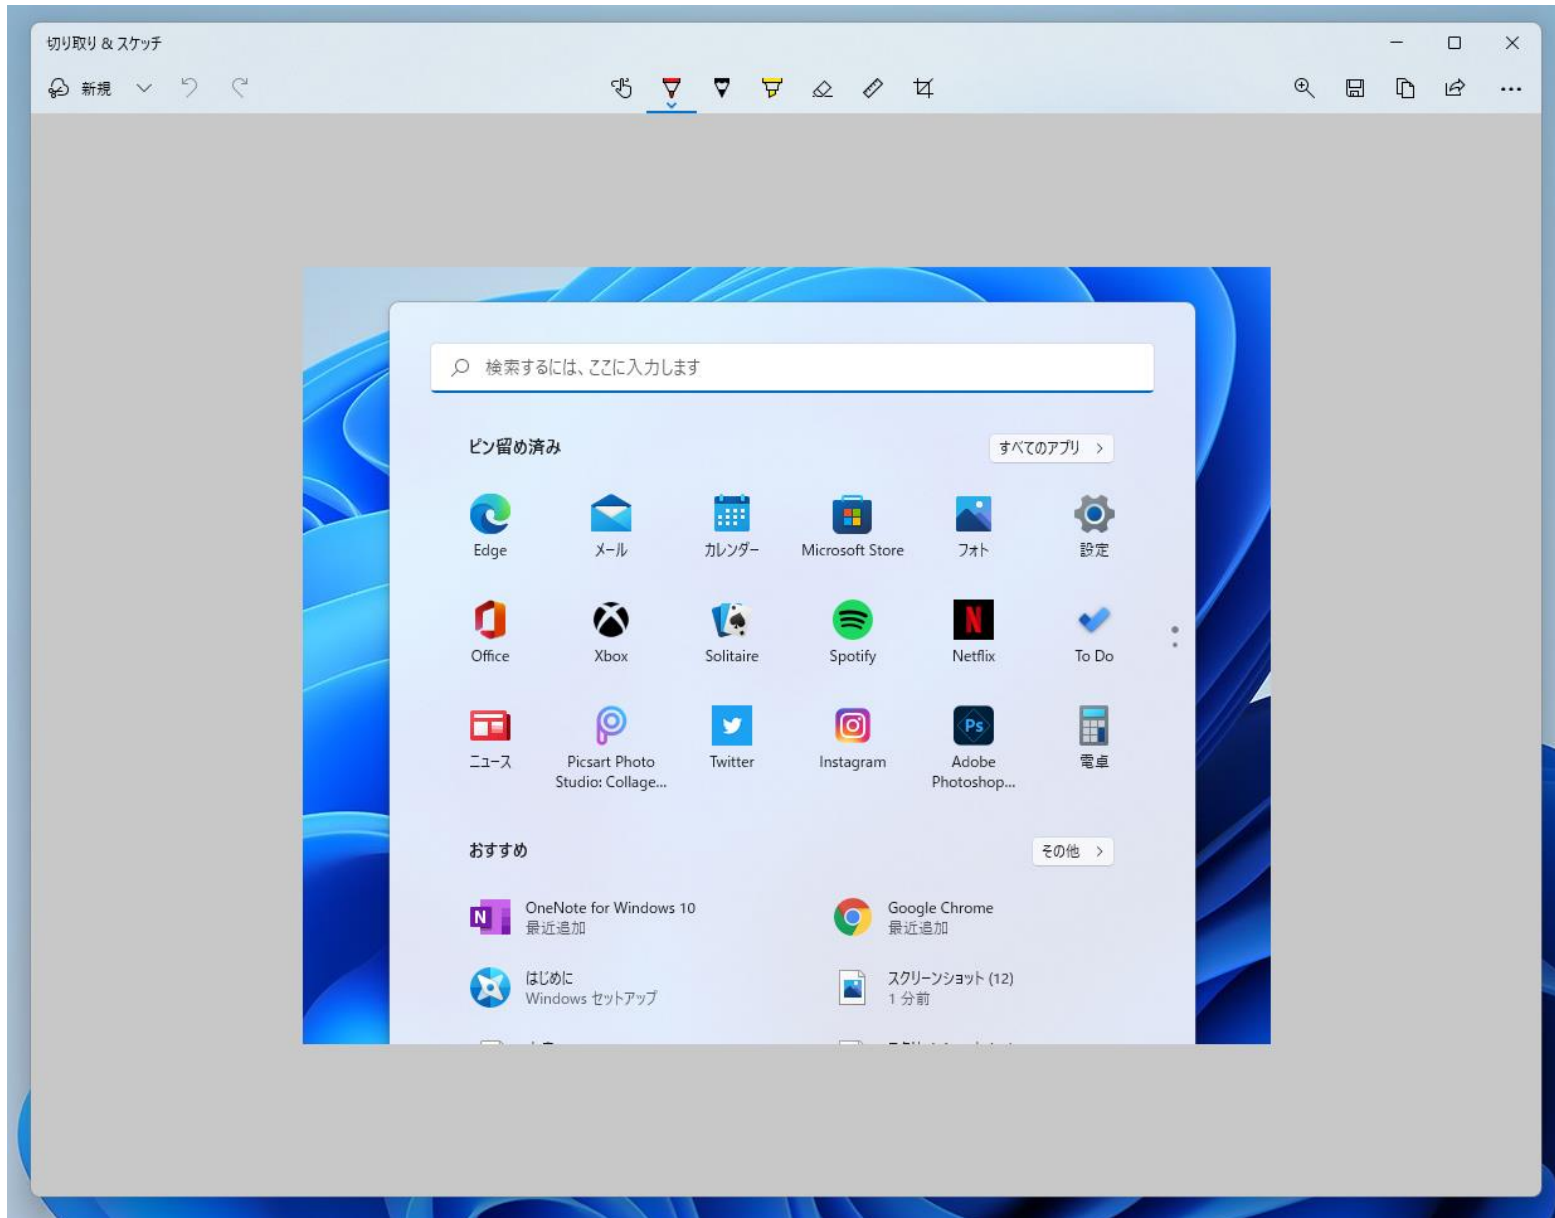 切り取り & スケッチ
新規
検索するには、ここに入力します
ピン留め済み
すべてのアプリ
Edge
メール
カレンダー
Microsoft Store
フォト
設定
Office
Xbox
Solitaire
Spotify
Netflix
To Do
ニュース
Picsart Photo
Studio: Collage...
Twitter
Instagram
Adobe
Photoshop...
電卓
おすすめ
その他
OneNote for Windows 10
最近追加
Google Chrome
最近追加
はじめに
Windows セットアップ
スクリーンショット (12)
1 分前